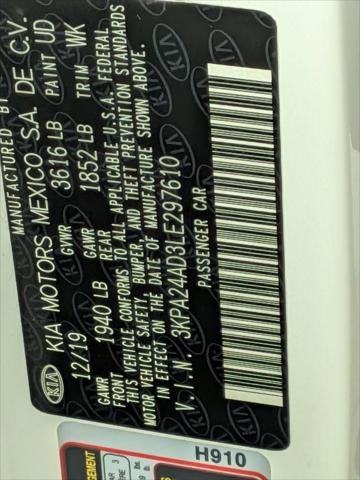 MANUFACTURED BY
KIA MOTORS MEXICO S.A. DE C.V.
12/19 GVWR 3616 LB PAINT UD
GAWR FRONT 1940 LB GAWR REAR 1852 LB TRIM WK
THIS VEHICLE CONFORMS TO ALL APPLICABLE U.S.A. FEDERAL
MOTOR VEHICLE SAFETY, BUMPER, AND THEFT PREVENTION STANDARDS
IN EFFECT ON THE DATE OF MANUFACTURE SHOWN ABOVE.
V.I.N. 3KPA24AD3LE297610
PASSENGER CAR
KIA
H910